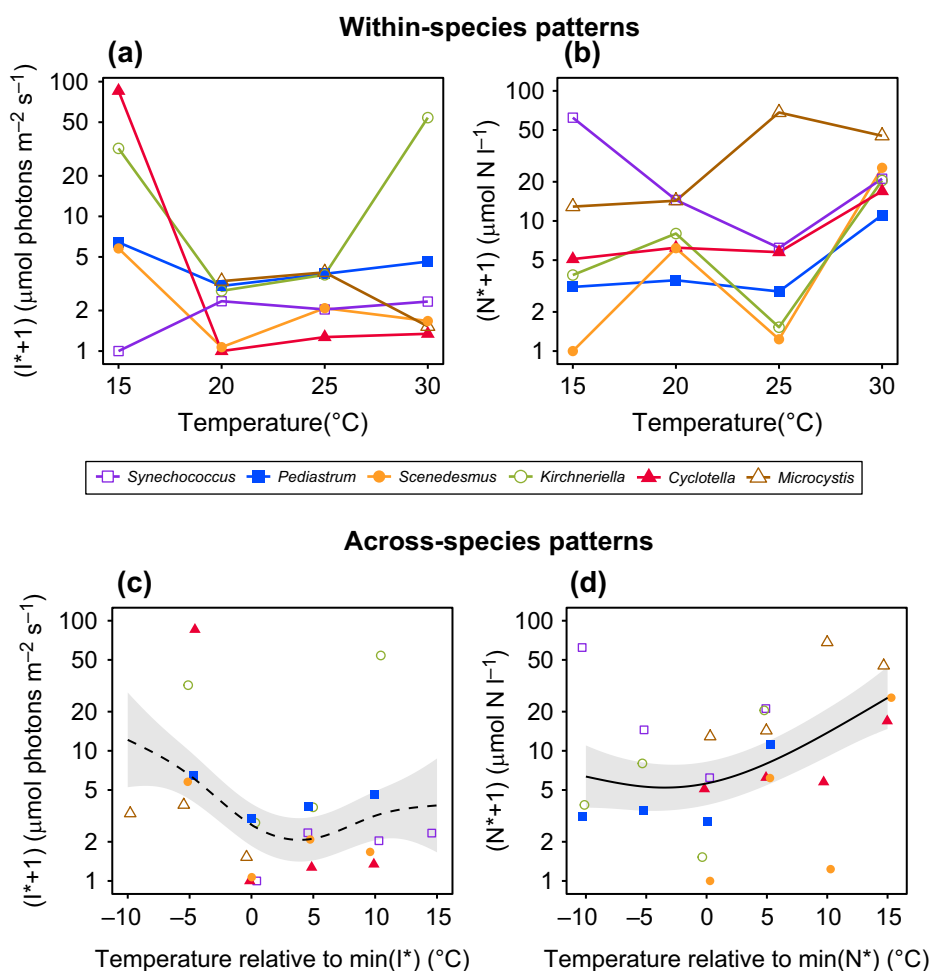 Within-species patterns
(a)
(b)
(I*+1) (μmol photons m−2 s−1)
100
50
20
10
5
2
1
15 20 25 30
Temperature(°C)
(N*+1) (μmol N l−1)
100
50
20
10
5
2
1
15 20 25 30
Temperature(°C)
Synechococcus Pediastrum Scenedesmus Kirchneriella Cyclotella Microcystis
Across-species patterns
(c)
(d)
(I*+1) (μmol photons m−2 s−1)
100
50
20
10
5
2
1
−10 −5 0 5 10 15
Temperature relative to min(I*) (°C)
(N*+1) (μmol N l−1)
100
50
20
10
5
2
1
−10 −5 0 5 10 15
Temperature relative to min(N*) (°C)